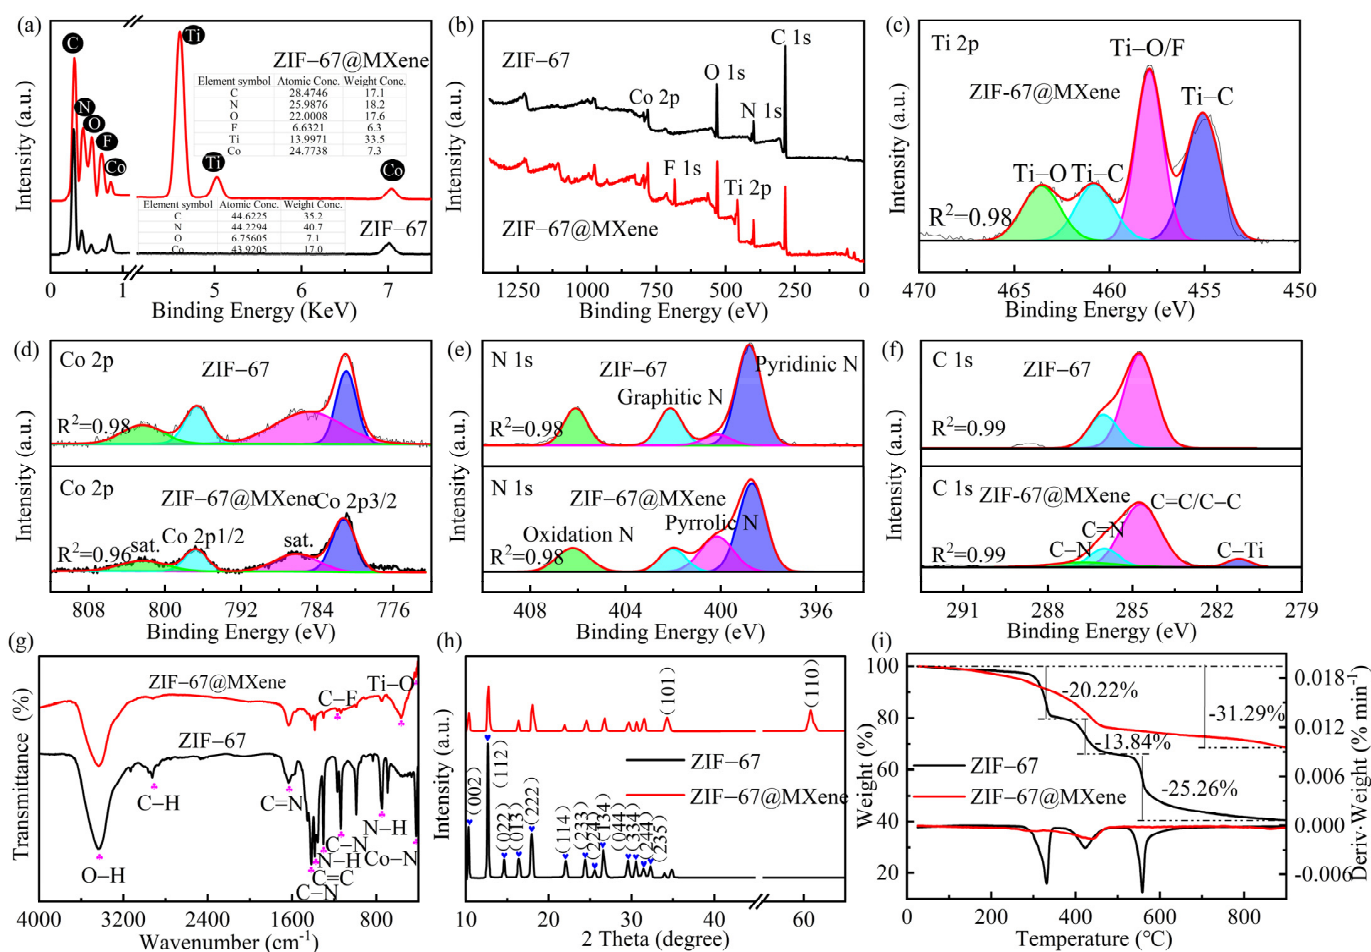 (a)
C
Ti
ZIF−67@MXene
Element symbol Atomic Conc. Weight Conc.
C 28.4746 17.1
N 25.9876 18.2
O 22.0008 17.6
F 6.6321 6.3
Ti 13.9971 33.5
Co 24.7738 7.3
N
O
F
Co
Ti
Co
Element symbol Atomic Conc. Weight Conc.
C 44.6225 35.2
N 44.2294 40.7
O 6.75605 7.1
Co 43.9205 17.0
ZIF−67
Intensity (a.u.)
0 1 5 6 7
Binding Energy (KeV)
(b)
ZIF−67
C 1s
O 1s
Co 2p
N 1s
F 1s
Ti 2p
ZIF−67@MXene
Intensity (a.u.)
1250 1000 750 500 250 0
Binding Energy (eV)
(c)
Ti 2p
Ti−O/F
ZIF-67@MXene
Ti−C
Ti−O
Ti−C
R²=0.98
Intensity (a.u.)
470 465 460 455 450
Binding Energy (eV)
(d)
Co 2p
ZIF−67
R²=0.98
Co 2p
ZIF−67@MXene
Co 2p3/2
Co 2p1/2
sat.
sat.
R²=0.96
Intensity (a.u.)
808 800 792 784 776
Binding Energy (eV)
(e)
N 1s
ZIF−67
Pyridinic N
Graphitic N
R²=0.98
N 1s
ZIF−67@MXene
Oxidation N
Pyrrolic N
R²=0.98
Intensity (a.u.)
408 404 400 396
Binding Energy (eV)
(f)
C 1s
ZIF−67
R²=0.99
C 1s
ZIF-67@MXene
C=C/C−C
C=N
C−N
C−Ti
R²=0.99
Intensity (a.u.)
291 288 285 282 279
Binding Energy (eV)
(g)
ZIF−67@MXene
C−F
Ti−O
ZIF−67
C−H
C=N
N−H
C−N
Co−N
N−H
C=C
C−N
O−H
Transmittance (%)
4000 3200 2400 1600 800
Wavenumber (cm⁻¹)
(h)
(101)
(110)
ZIF−67
ZIF−67@MXene
(002)
(112)
(022)
(013)
(222)
(114)
(233)
(224)
(134)
(044)
(334)
(244)
(235)
Intensity (a.u.)
10 20 30 40 60
2 Theta (degree)
(i)
-20.22%
-31.29%
-13.84%
-25.26%
ZIF−67
ZIF−67@MXene
Weight (%)
100
80
60
40
20
0.018
0.012
0.006
0.000
-0.006
Deriv.Weight (% min⁻¹)
0 200 400 600 800
Temperature (℃)